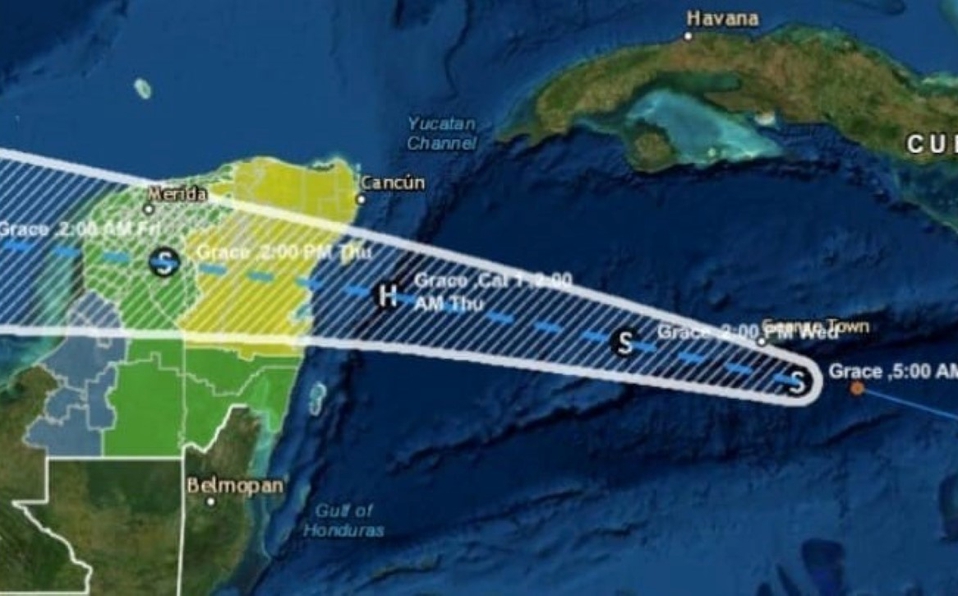 Havana
Yucatan
Channel
CU
Merida
Cancún
Grace ,2:00 AM Fri
S
Grace ,2:00 PM Thu
H
Grace ,Cat 1 ,2:00
AM Thu
S
Grace ,2:00 PM Wed
Town
S
Grace ,5:00 AM
Belmopan
Gulf of
Honduras